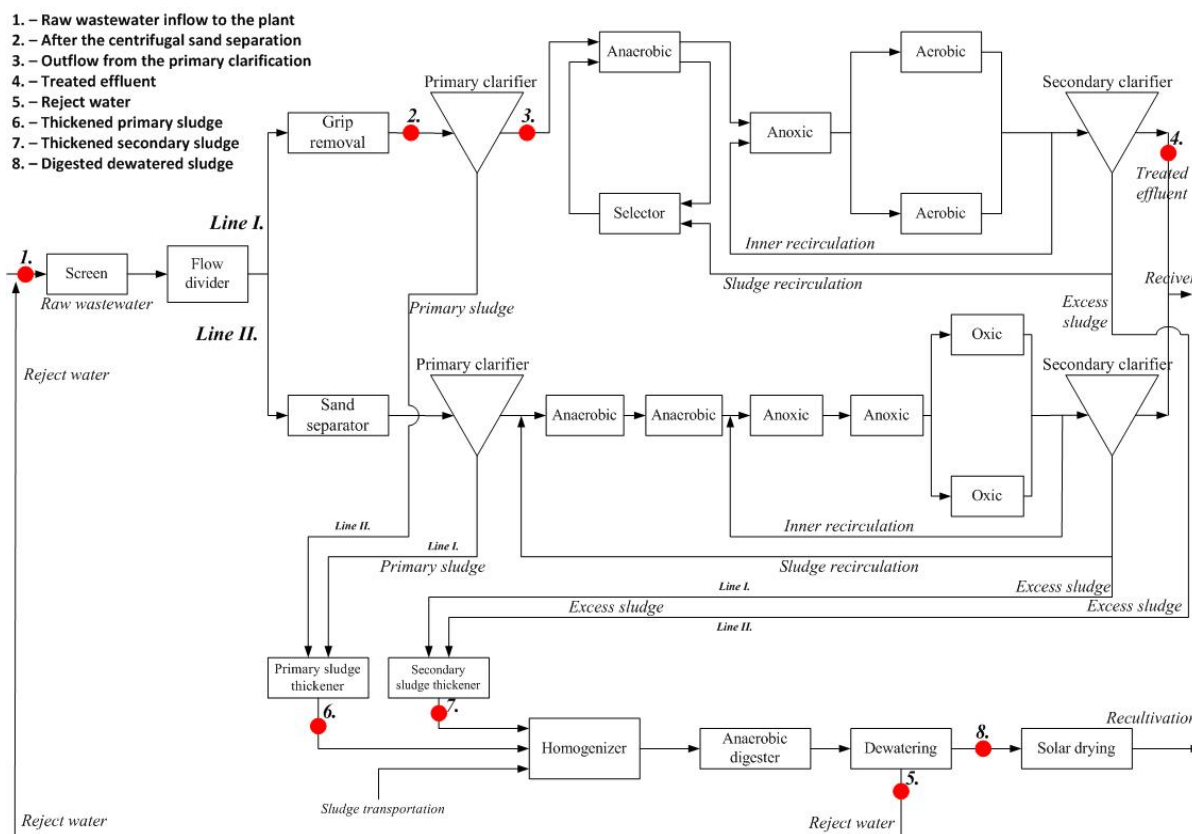 1. – Raw wastewater inflow to the plant
2. – After the centrifugal sand separation
3. – Outflow from the primary clarification
4. – Treated effluent
5. – Reject water
6. – Thickened primary sludge
7. – Thickened secondary sludge
8. – Digested dewatered sludge
Primary clarifier
Secondary clarifier
Anaerobic
Aerobic
Grip
removal
2.
3.
Anoxic
4.
Treated
effluent
Selector
Aerobic
Line I.
Inner recirculation
1.
Screen
Flow
divider
Raw wastewater
Sludge recirculation
Reciver
Primary sludge
Excess
sludge
Line II.
Reject water
Primary clarifier
Oxic
Secondary clarifier
Sand
separator
Anaerobic
Anaerobic
Anoxic
Anoxic
Oxic
Line II.
Inner recirculation
Line I.
Primary sludge
Sludge recirculation
Line I.
Excess sludge
Excess sludge
Excess sludge
Line II.
Primary sludge
thickener
Secondary
sludge thickener
6.
7.
Homogenizer
Anaerobic
digester
Dewatering
8.
Solar drying
Recultivation
5.
Sludge transportation
Reject water
Reject water